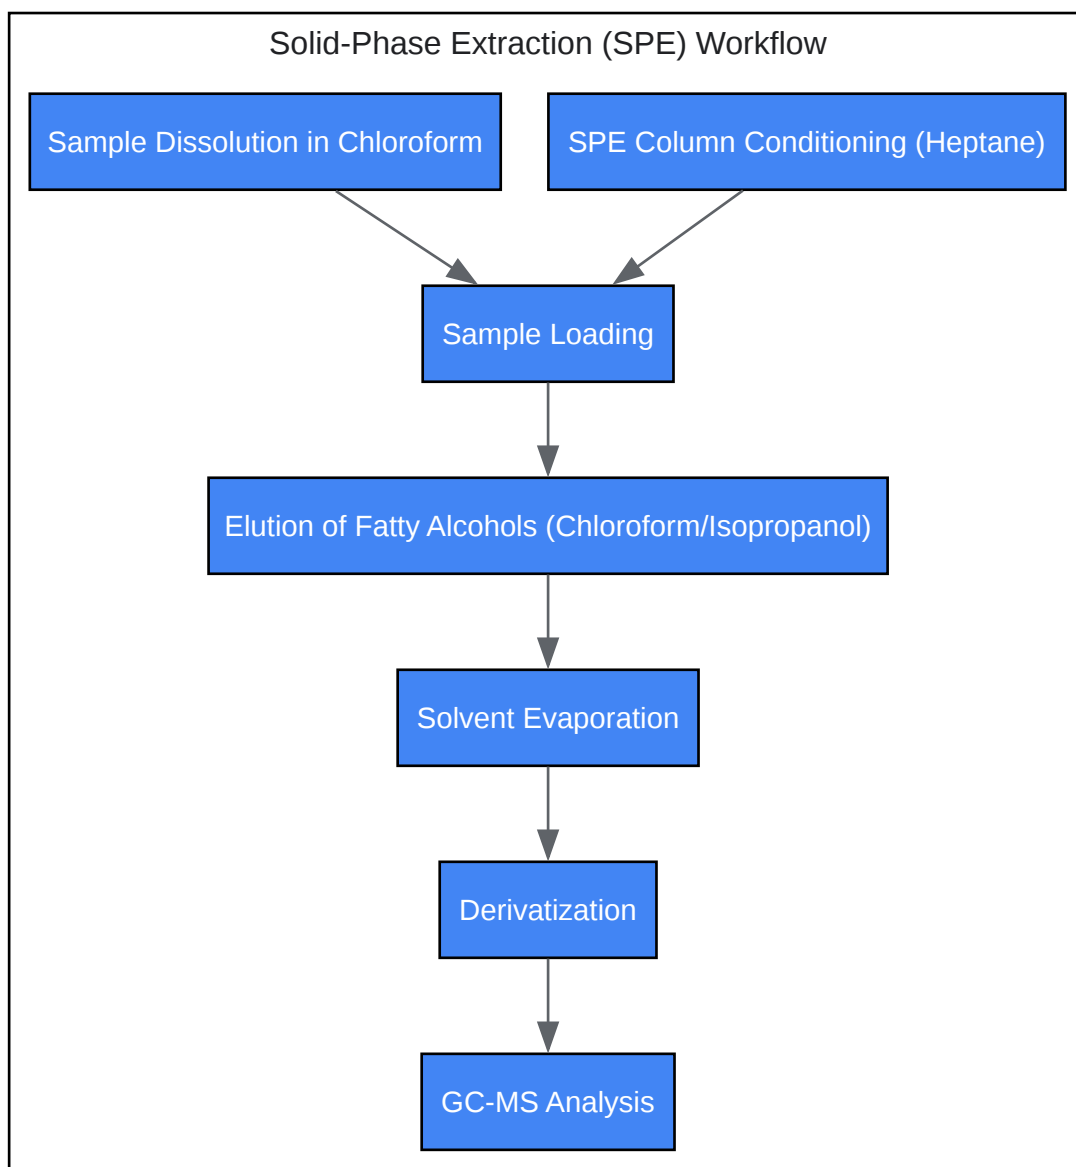 Solid-Phase Extraction (SPE) Workflow
Sample Dissolution in Chloroform
SPE Column Conditioning (Heptane)
Sample Loading
Elution of Fatty Alcohols (Chloroform/Isopropanol)
Solvent Evaporation
Derivatization
GC-MS Analysis